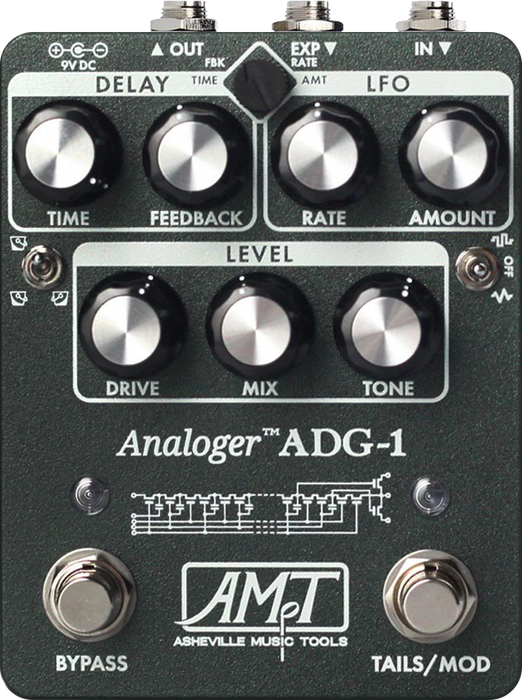 9V DC
▲ OUT
EXP ▼
IN ▼
FBK
TIME
RATE
AMT
DELAY
LFO
TIME
FEEDBACK
RATE
AMOUNT
LEVEL
OFF
DRIVE
MIX
TONE
Analoger™ ADG-1
AMT
ASHEVILLE MUSIC TOOLS
BYPASS
TAILS/MOD